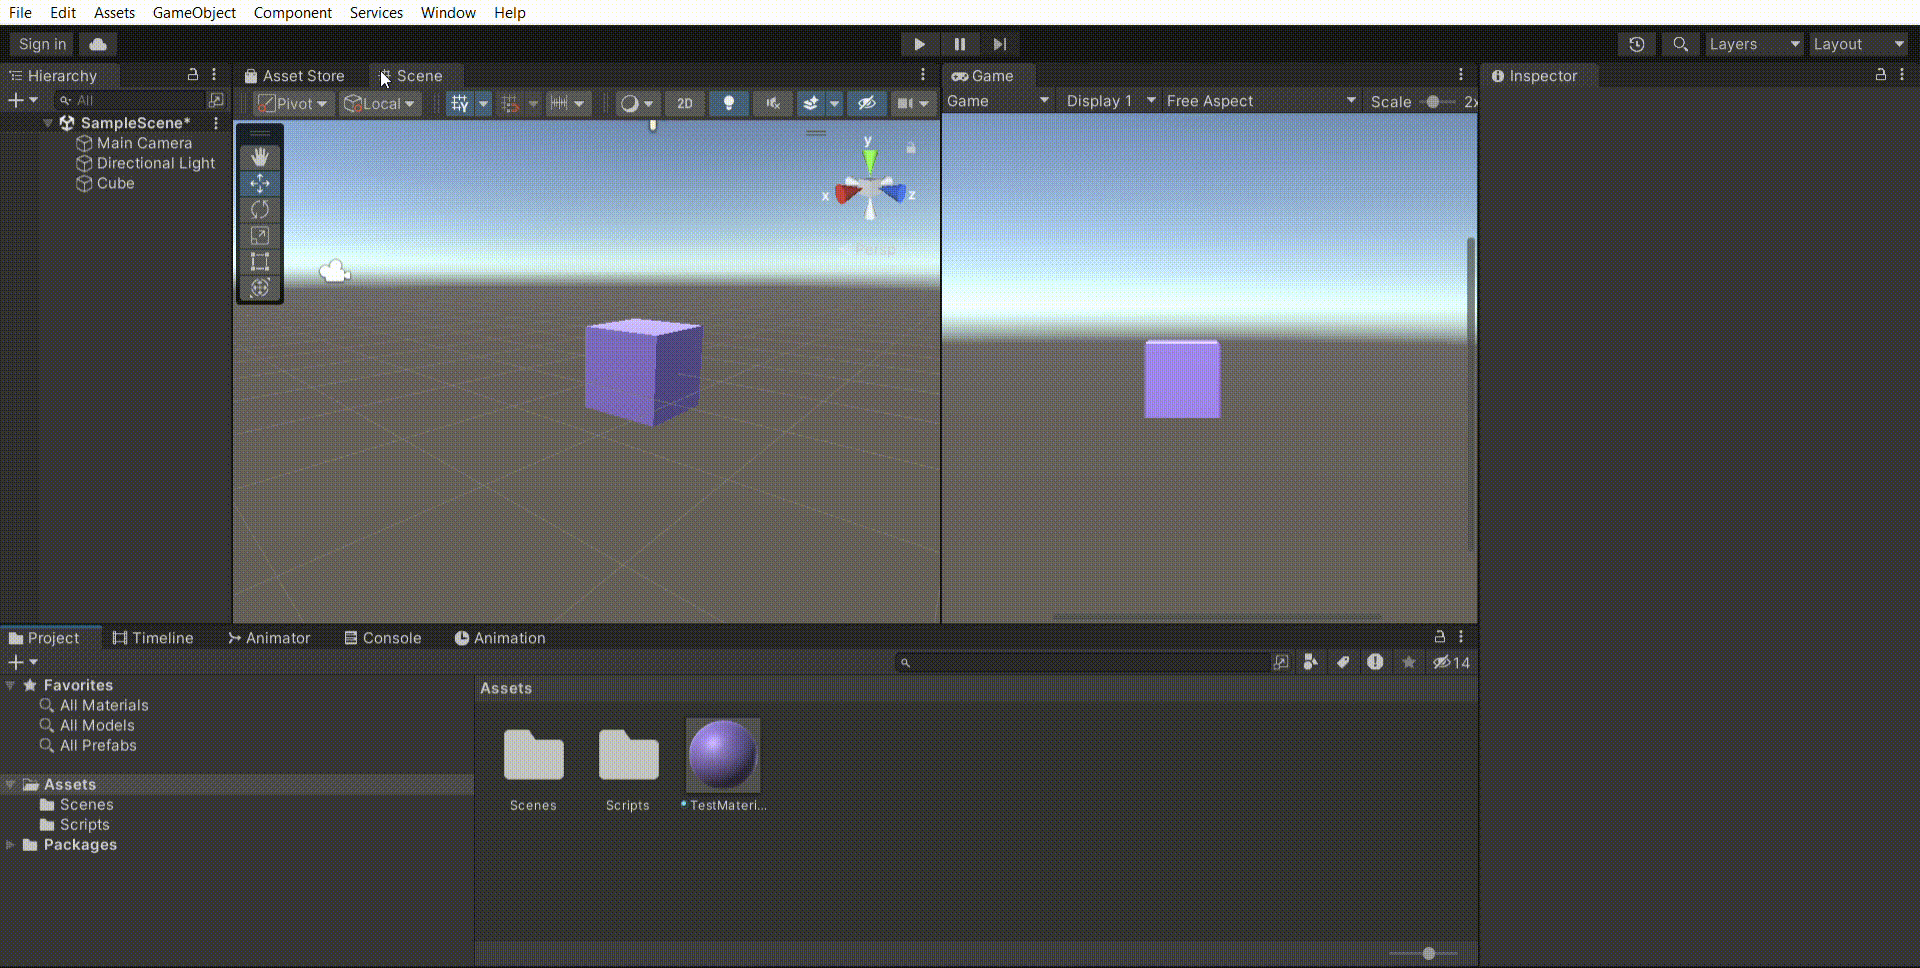 File Edit Assets GameObject Component Services Window Help
Sign in Layers Layout
Hierarchy
All
SampleScene*
Main Camera
Directional Light
Cube
Asset Store Scene
Pivot Local 2D
y
x z
Persp
Game
Game Display 1 Free Aspect Scale 2x
Inspector
Project Timeline Animator Console Animation
14
Favorites
All Materials
All Models
All Prefabs
Assets
Scenes
Scripts
Packages
Assets
Scenes Scripts TestMateri...